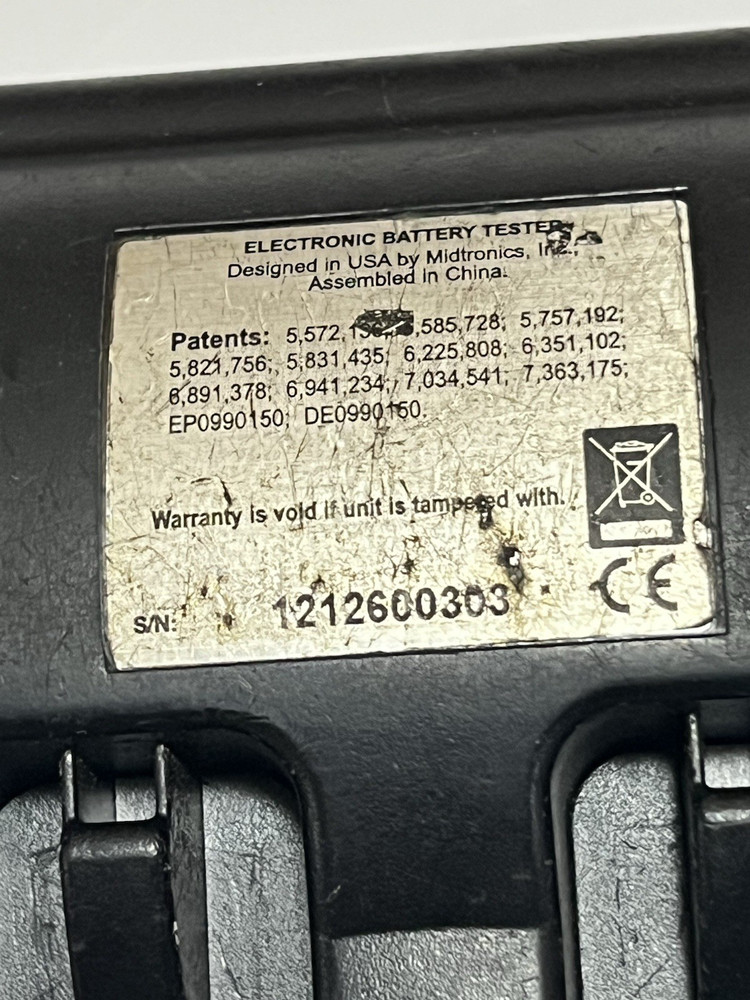 ELECTRONIC BATTERY TESTER
Designed in USA by Midtronics, Inc.,
Assembled in China.
Patents: 5,572, ,585,728; 5,757,192;
5,821,756; 5,831,435; 6,225,808; 6,351,102;
6,891,378; 6,941,234; 7,034,541; 7,363,175;
EP0990150; DE0990150.
Warranty is void if unit is tampered with.
S/N: 1212600303
CE